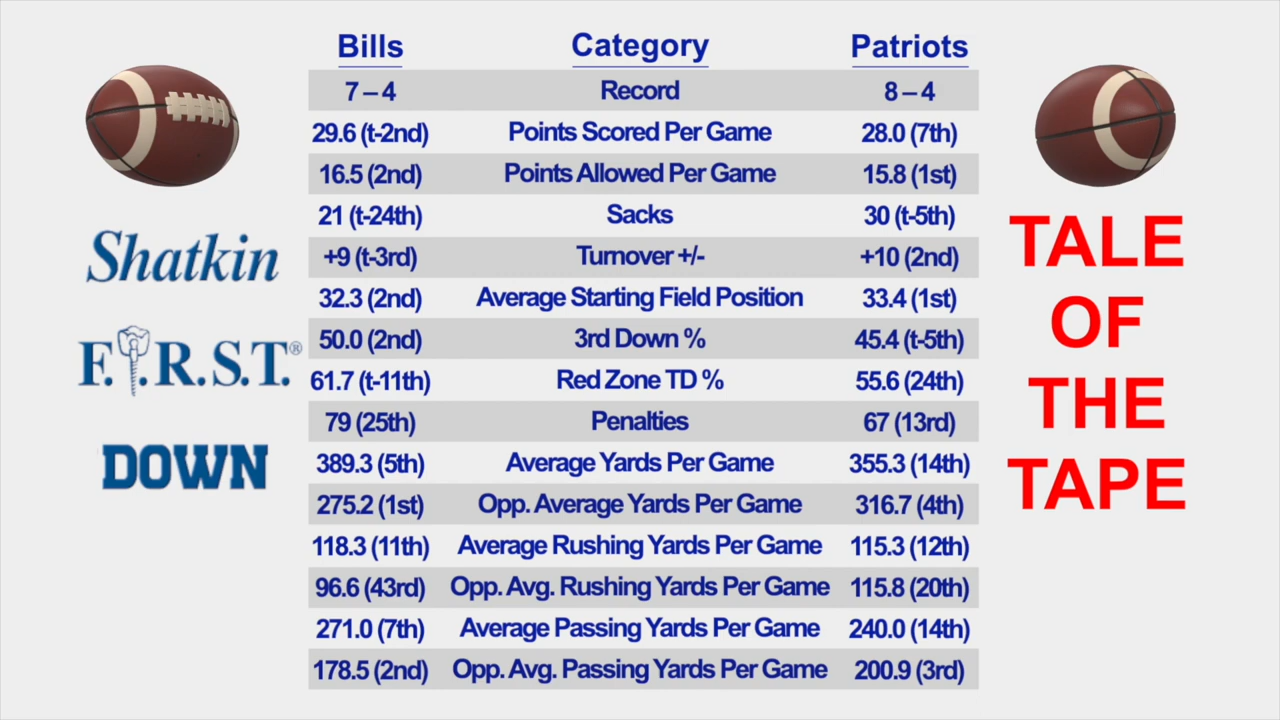 Bills Category Patriots
7 – 4 Record 8 – 4
29.6 (t-2nd) Points Scored Per Game 28.0 (7th)
16.5 (2nd) Points Allowed Per Game 15.8 (1st)
21 (t-24th) Sacks 30 (t-5th)
+9 (t-3rd) Turnover +/- +10 (2nd)
32.3 (2nd) Average Starting Field Position 33.4 (1st)
50.0 (2nd) 3rd Down % 45.4 (t-5th)
61.7 (t-11th) Red Zone TD % 55.6 (24th)
79 (25th) Penalties 67 (13rd)
389.3 (5th) Average Yards Per Game 355.3 (14th)
275.2 (1st) Opp. Average Yards Per Game 316.7 (4th)
118.3 (11th) Average Rushing Yards Per Game 115.3 (12th)
96.6 (43rd) Opp. Avg. Rushing Yards Per Game 115.8 (20th)
271.0 (7th) Average Passing Yards Per Game 240.0 (14th)
178.5 (2nd) Opp. Avg. Passing Yards Per Game 200.9 (3rd)
Shatkin
F.I.R.S.T.®
DOWN
TALE
OF
THE
TAPE